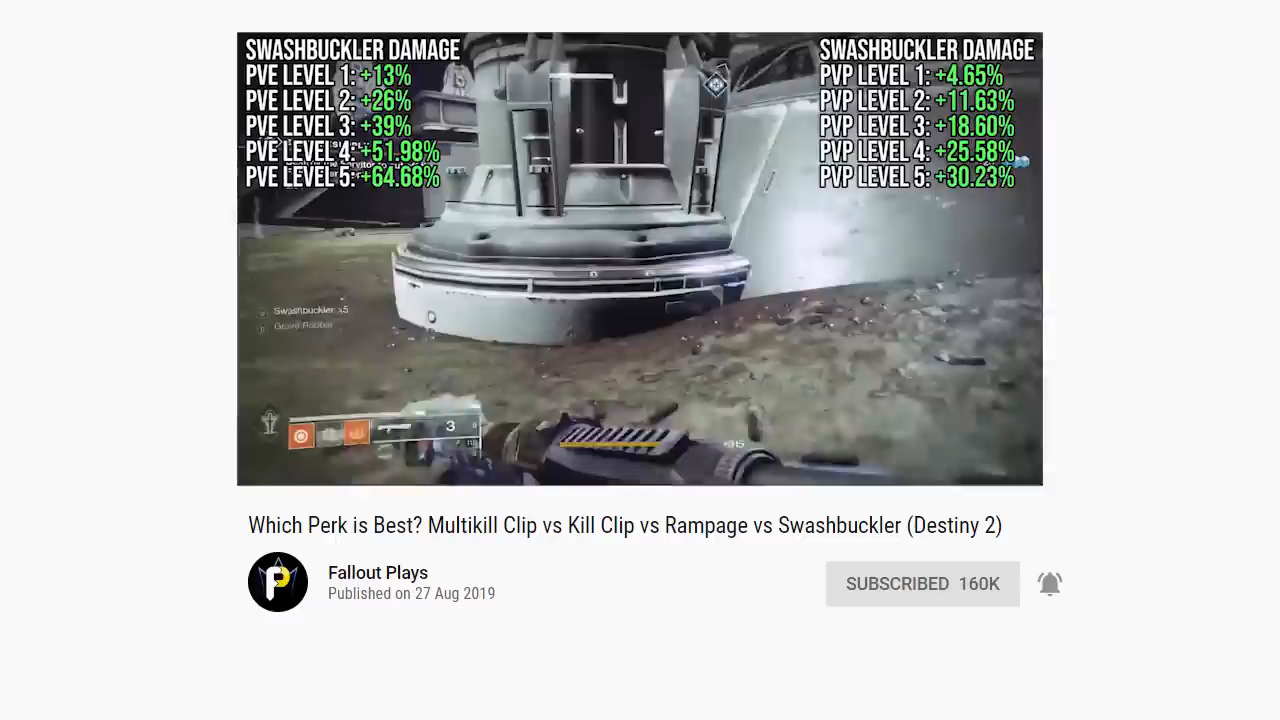 SWASHBUCKLER DAMAGE
PVE LEVEL 1: +13%
PVE LEVEL 2: +26%
PVE LEVEL 3: +39%
PVE LEVEL 4: +51.98%
PVE LEVEL 5: +64.68%
SWASHBUCKLER DAMAGE
PVP LEVEL 1: +4.65%
PVP LEVEL 2: +11.63%
PVP LEVEL 3: +18.60%
PVP LEVEL 4: +25.58%
PVP LEVEL 5: +30.23%
Swashbuckler x5
Grave Robber
3
Which Perk is Best? Multikill Clip vs Kill Clip vs Rampage vs Swashbuckler (Destiny 2)
Fallout Plays
Published on 27 Aug 2019
SUBSCRIBED 160K